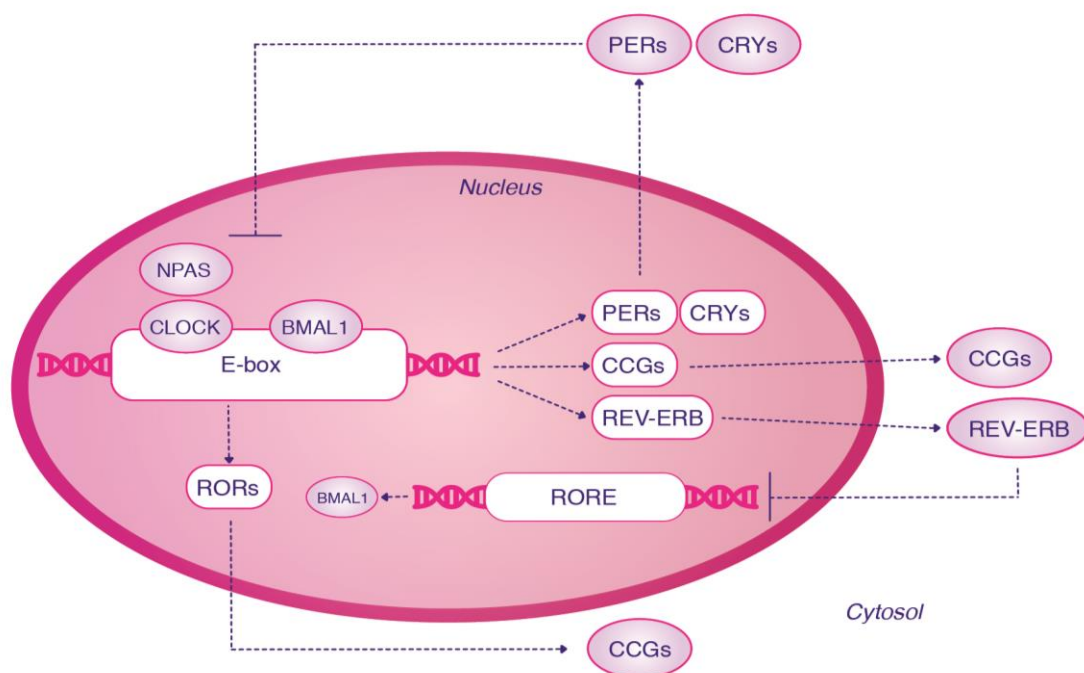 PERs
CRYs
Nucleus
NPAS
CLOCK
BMAL1
E-box
PERs
CRYs
CCGs
REV-ERB
CCGs
REV-ERB
RORs
BMAL1
RORE
Cytosol
CCGs